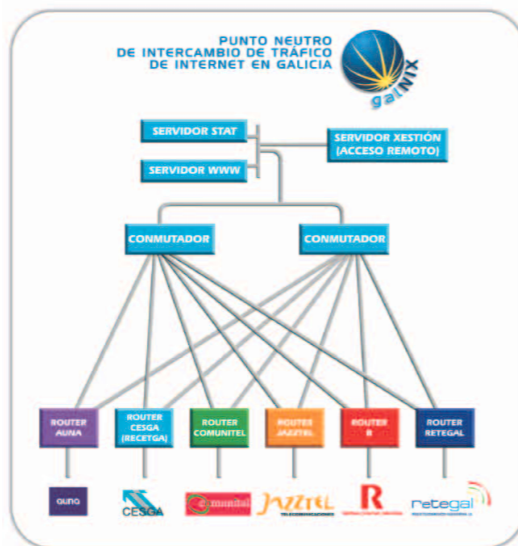 PUNTO NEUTRO
DE INTERCAMBIO DE TRÁFICO
DE INTERNET EN GALICIA
galNIX
SERVIDOR STAT
SERVIDOR XESTIÓN
(ACCESO REMOTO)
SERVIDOR WWW
CONMUTADOR
CONMUTADOR
ROUTER
AUNA
ROUTER
CESGA
(RECETGA)
ROUTER
COMUNITEL
ROUTER
JAZZTEL
ROUTER
R
ROUTER
RETEGAL
auna
CESGA
JAZZTEL
TELECOMUNICACIONES
R
retegal